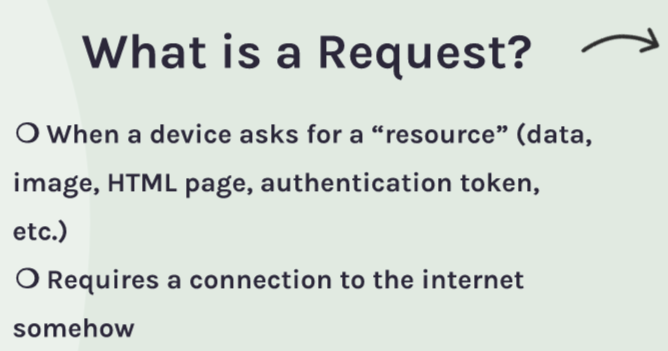 What is a Request?
❍ When a device asks for a “resource” (data,
image, HTML page, authentication token,
etc.)
❍ Requires a connection to the internet
somehow